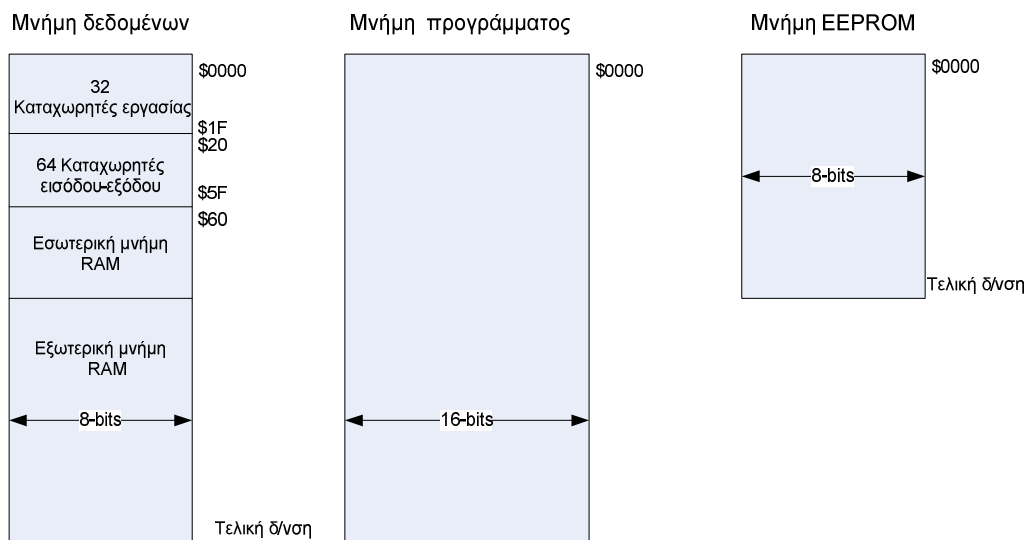 Μνήμη δεδομένων
$0000
32
Καταχωρητές εργασίας
$1F
$20
64 Καταχωρητές
εισόδου-εξόδου
$5F
$60
Εσωτερική μνήμη
RAM
Εξωτερική μνήμη
RAM
8-bits
Τελική δ/νση
Μνήμη προγράμματος
$0000
16-bits
Μνήμη EEPROM
$0000
8-bits
Τελική δ/νση